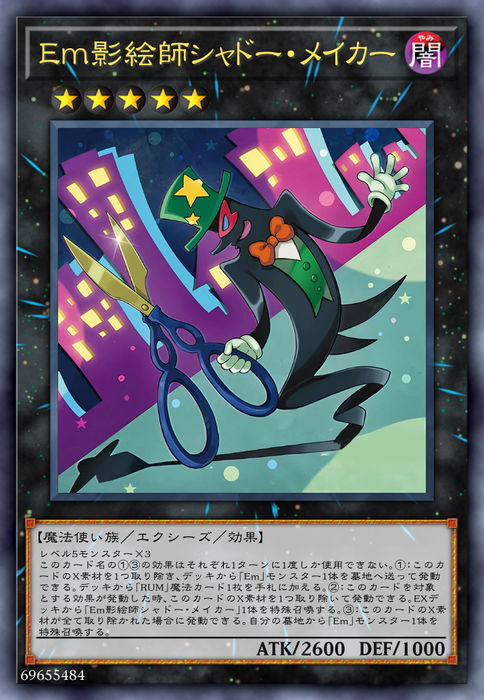 Em影絵師シャドー・メイカー
やみ
闇
【魔法使い族／エクシーズ／効果】
レベル5モンスター×3
このカード名の①③の効果はそれぞれ1ターンに1度しか使用できない。①：このカ
ードのX素材を1つ取り除き、デッキから「Em」モンスター1体を墓地へ送って発動
できる。デッキから「RUM」魔法カード1枚を手札に加える。②：このカードを対象
とする効果が発動した時、このカードのX素材を1つ取り除いて発動できる。EXデ
ッキから「Em影絵師シャドー・メイカー」1体を特殊召喚する。③：このカードのX素
材が全て取り除かれた場合に発動できる。自分の墓地から「Em」モンスター1体を
特殊召喚する。
ATK/2600 DEF/1000
69655484